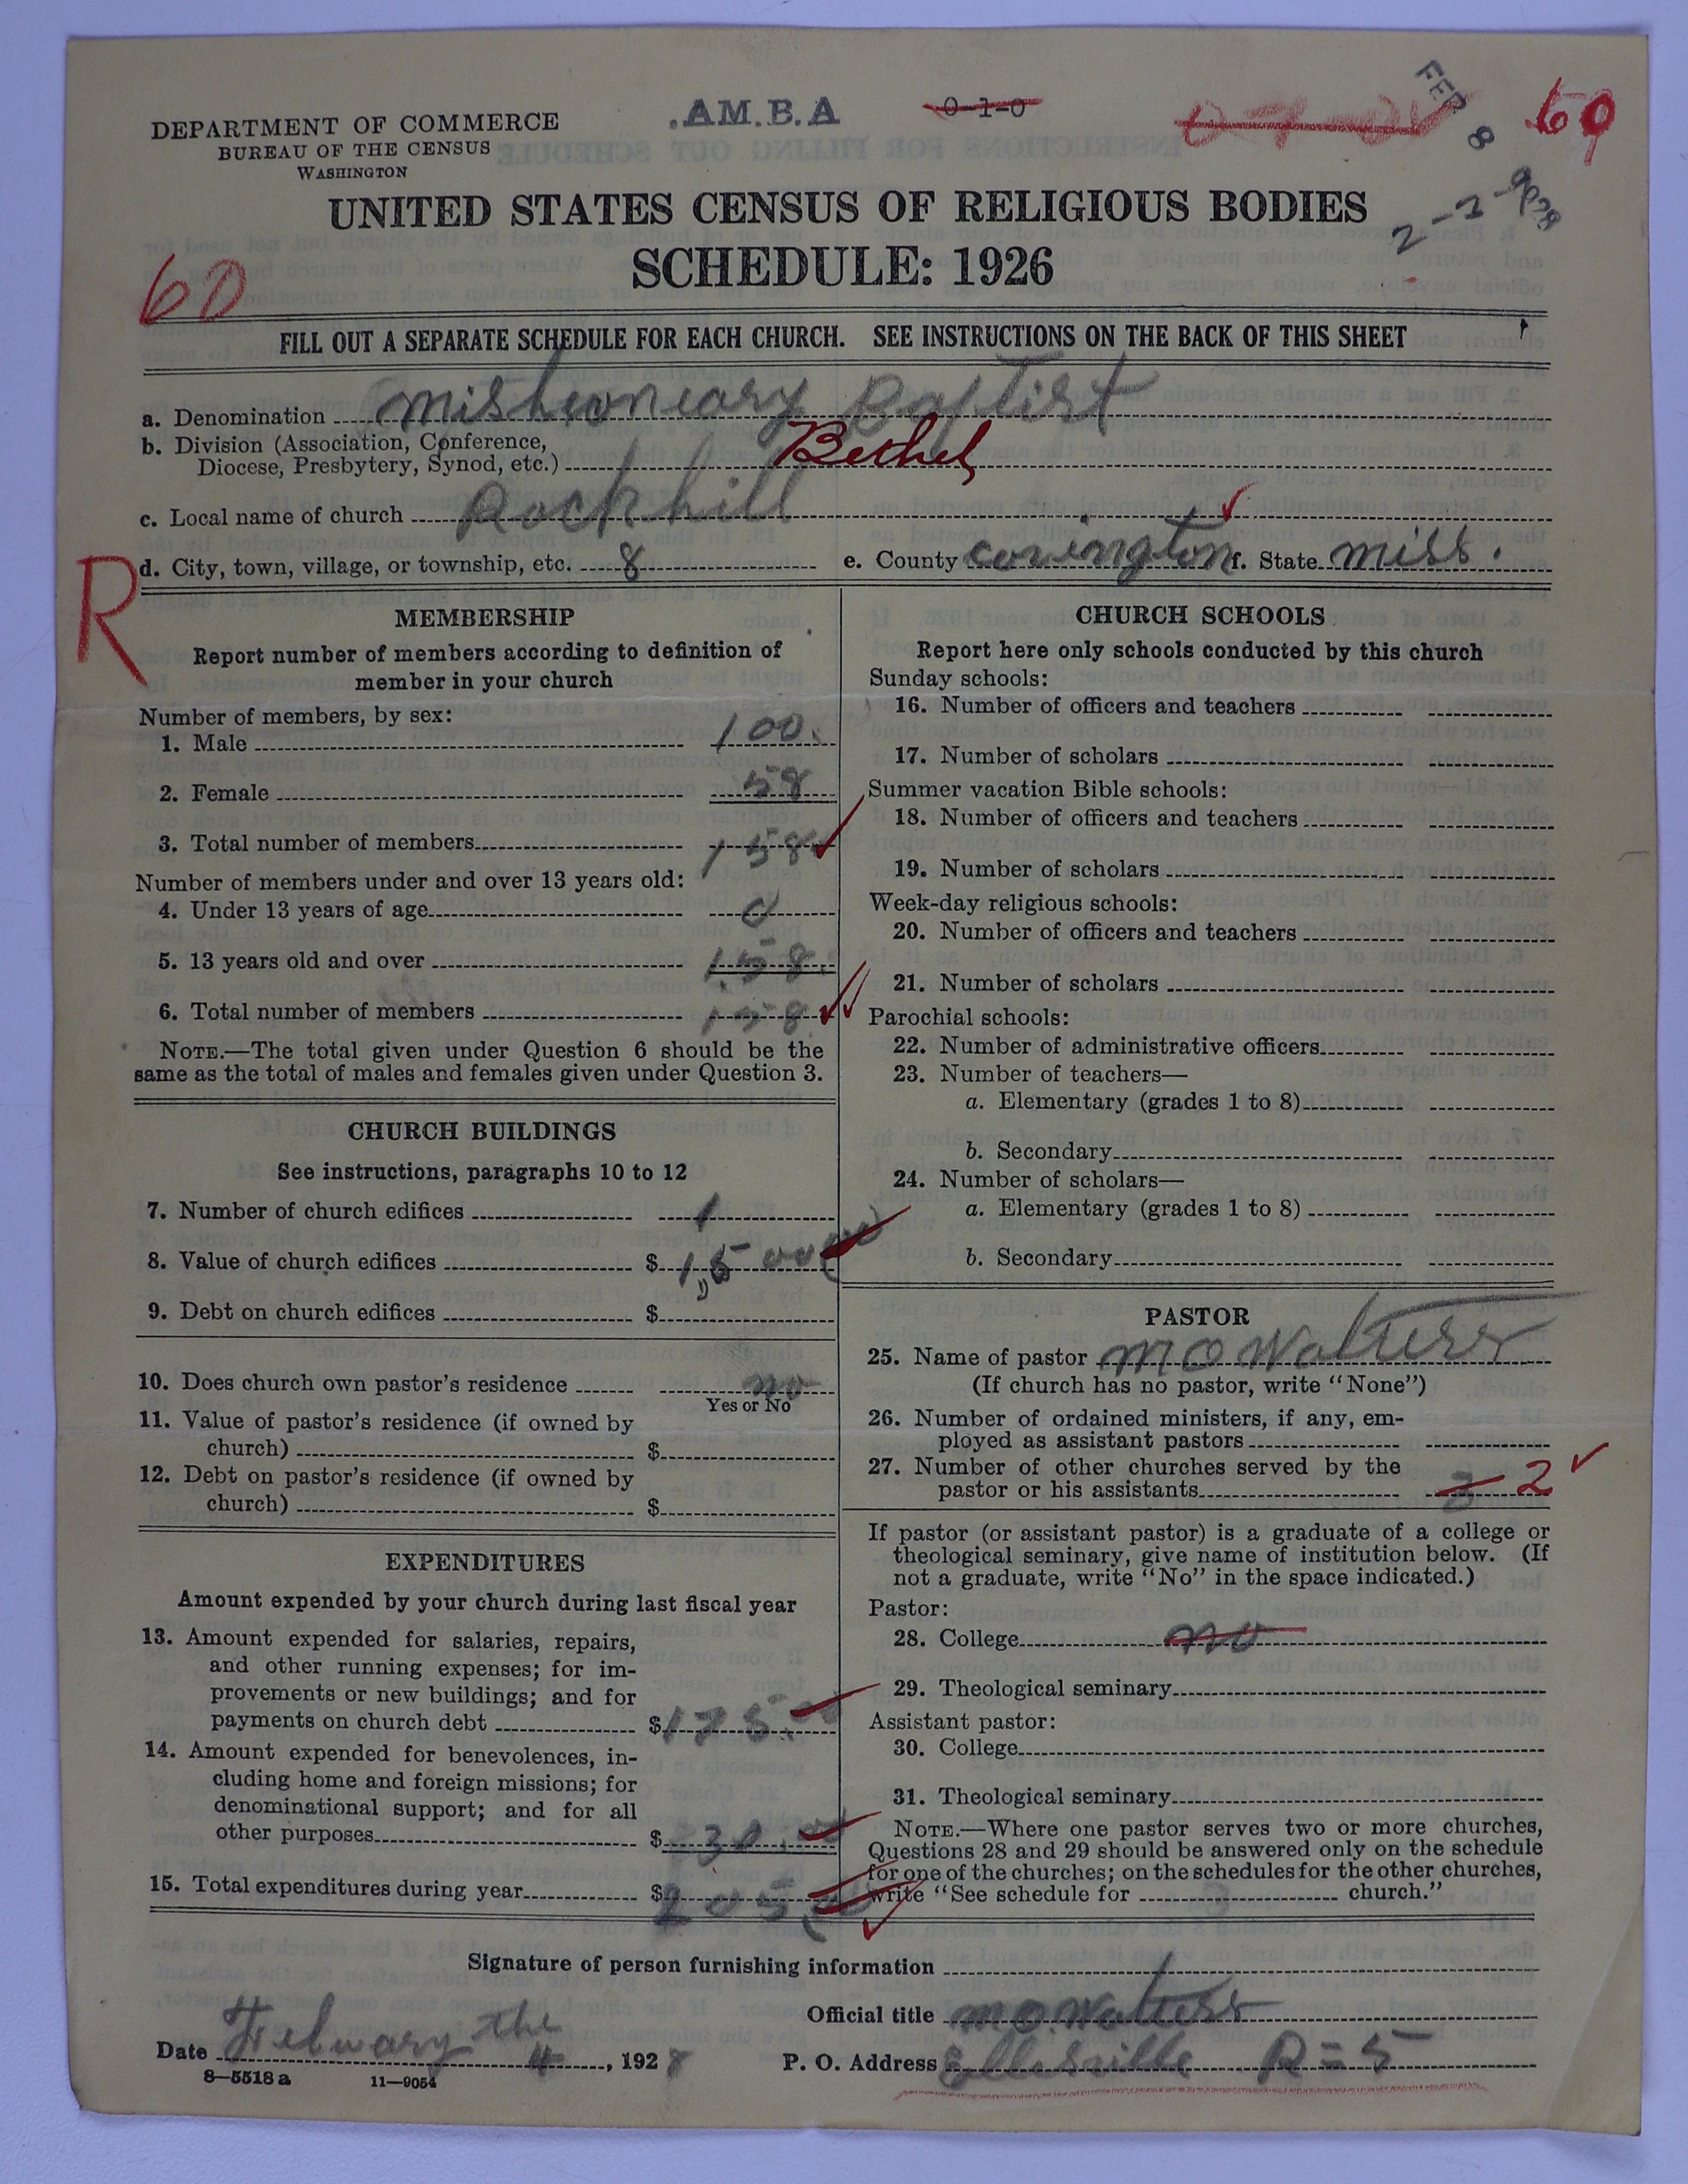 .AM.B.A
0-1-0
FEB 8 1928
69
DEPARTMENT OF COMMERCE
BUREAU OF THE CENSUS
WASHINGTON
UNITED STATES CENSUS OF RELIGIOUS BODIES
SCHEDULE: 1926
60
FILL OUT A SEPARATE SCHEDULE FOR EACH CHURCH. SEE INSTRUCTIONS ON THE BACK OF THIS SHEET
a. Denomination mishewneary Baptist
b. Division (Association, Conference,
Diocese, Presbytery, Synod, etc.) Bethel
c. Local name of church Rock hill
R
d. City, town, village, or township, etc. 8 e. County covington f. State miss.
MEMBERSHIP
Report number of members according to definition of
member in your church
Number of members, by sex:
1. Male 100.
2. Female 58
3. Total number of members 158
Number of members under and over 13 years old:
4. Under 13 years of age 0
5. 13 years old and over 158.
6. Total number of members 158
NOTE.—The total given under Question 6 should be the
same as the total of males and females given under Question 3.
CHURCH BUILDINGS
See instructions, paragraphs 10 to 12
7. Number of church edifices 1
8. Value of church edifices $1,500
9. Debt on church edifices $
10. Does church own pastor's residence no
Yes or No
11. Value of pastor's residence (if owned by
church) $
12. Debt on pastor's residence (if owned by
church) $
EXPENDITURES
Amount expended by your church during last fiscal year
13. Amount expended for salaries, repairs,
and other running expenses; for im-
provements or new buildings; and for
payments on church debt $175.00
14. Amount expended for benevolences, in-
cluding home and foreign missions; for
denominational support; and for all
other purposes $30.00
15. Total expenditures during year $205.00
CHURCH SCHOOLS
Report here only schools conducted by this church
Sunday schools:
16. Number of officers and teachers
17. Number of scholars
Summer vacation Bible schools:
18. Number of officers and teachers
19. Number of scholars
Week-day religious schools:
20. Number of officers and teachers
21. Number of scholars
Parochial schools:
22. Number of administrative officers
23. Number of teachers—
a. Elementary (grades 1 to 8)
b. Secondary
24. Number of scholars—
a. Elementary (grades 1 to 8)
b. Secondary
PASTOR
25. Name of pastor m O Walters
(If church has no pastor, write "None")
26. Number of ordained ministers, if any, em-
ployed as assistant pastors
27. Number of other churches served by the
pastor or his assistants 3 2
If pastor (or assistant pastor) is a graduate of a college or
theological seminary, give name of institution below. (If
not a graduate, write "No" in the space indicated.)
Pastor:
28. College no
29. Theological seminary
Assistant pastor:
30. College
31. Theological seminary
NOTE.—Where one pastor serves two or more churches,
Questions 28 and 29 should be answered only on the schedule
for one of the churches; on the schedules for the other churches,
write "See schedule for church."
Signature of person furnishing information
Official title m O. Walters
Date February the 4, 1928 P. O. Address Ellisville R=5
8—5518a 11—9054